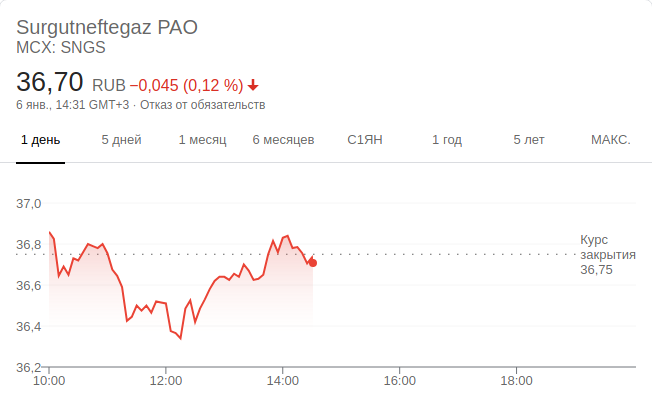 Surgutneftegaz PAO
MCX: SNGS
36,70 RUB −0,045 (0,12 %)
6 янв., 14:31 GMT+3 · Отказ от обязательств
1 день 5 дней 1 месяц 6 месяцев С1ЯН 1 год 5 лет МАКС.
37,0
36,8
36,6
36,4
36,2
Курс
закрытия
36,75
10:00 12:00 14:00 16:00 18:00